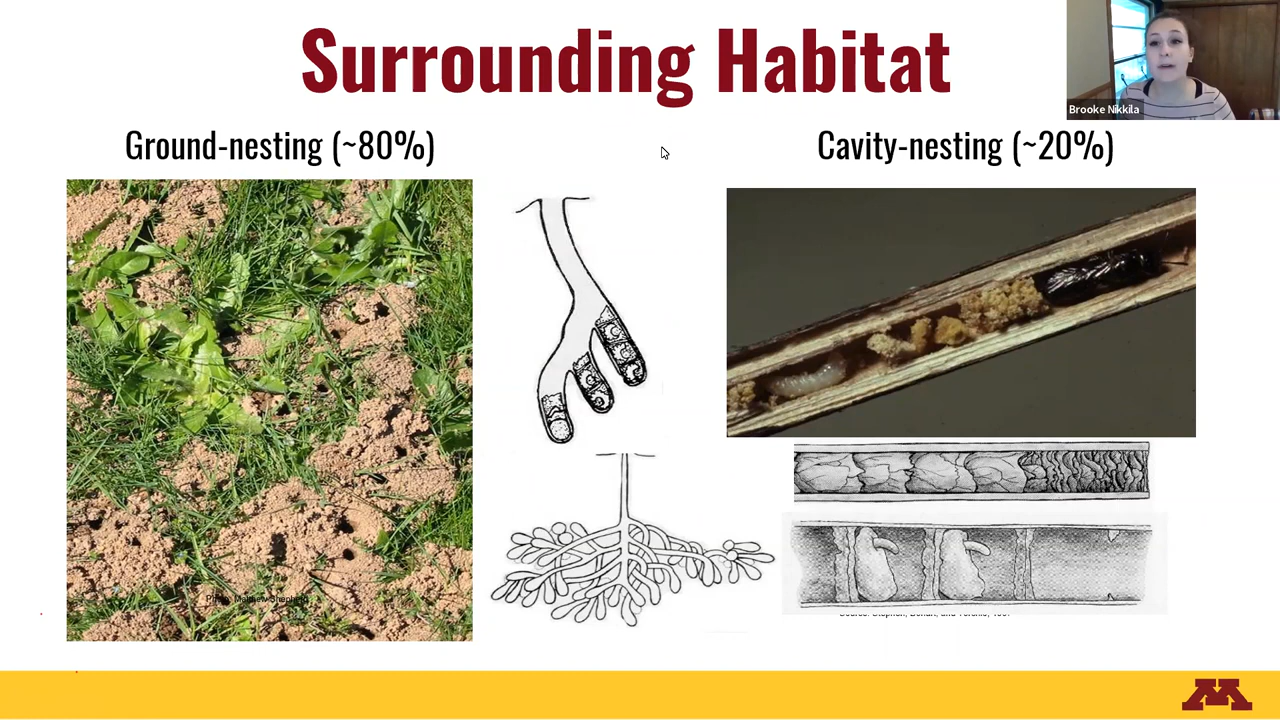 Surrounding Habitat
Brooke Nikkila
Ground-nesting (~80%)
Cavity-nesting (~20%)